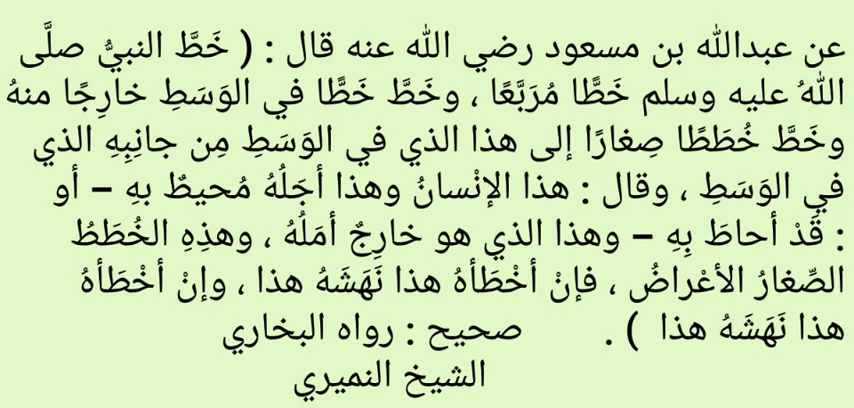 عن عبدالله بن مسعود رضي الله عنه قال : ( خَطَّ النبيُّ صلَّى
اللهُ عليه وسلم خَطًّا مُرَبَّعًا ، وخَطَّ خَطًّا في الوَسَطِ خارِجًا منهُ
وخَطَّ خُطَطًا صِغارًا إلى هذا الذي في الوَسَطِ مِن جانِبِهِ الذي
في الوَسَطِ ، وقال : هذا الإنْسانُ وهذا أجَلُهُ مُحيطٌ بهِ – أو
: قَدْ أحاطَ بِهِ – وهذا الذي هو خارِجٌ أمَلُهُ ، وهذِهِ الخُطَطُ
الصِّغارُ الأعْراضُ ، فإنْ أخْطَأهُ هذا نَهَشَهُ هذا ، وإنْ أخْطَأهُ
هذا نَهَشَهُ هذا ) . صحيح : رواه البخاري
الشيخ النميري